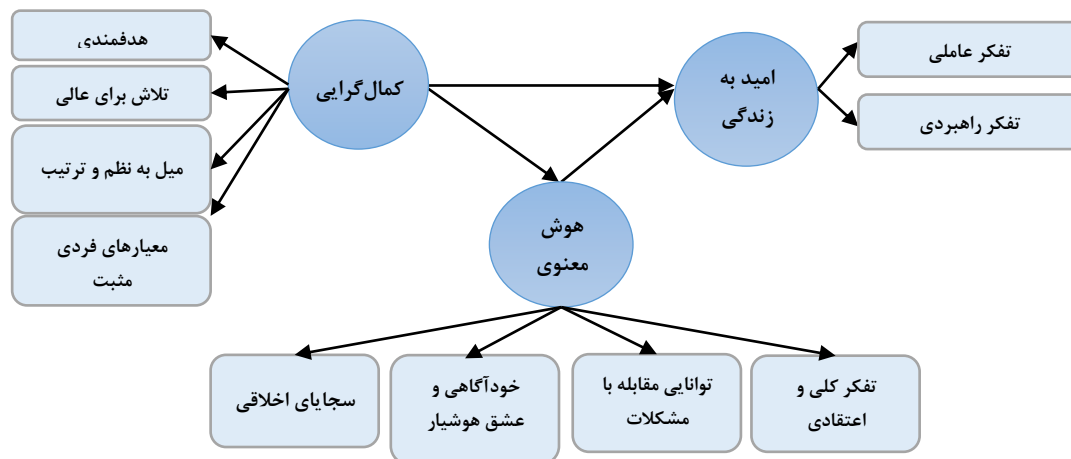 هدفمندی
تلاش برای عالی
میل به نظم و ترتیب
معیارهای فردی
مثبت
کمال‌گرایی
امید به
زندگی
تفکر عاملی
تفکر راهبردی
هوش
معنوی
سجایای اخلاقی
خودآگاهی و
عشق هوشیار
توانایی مقابله با
مشکلات
تفکر کلی و
اعتقادی